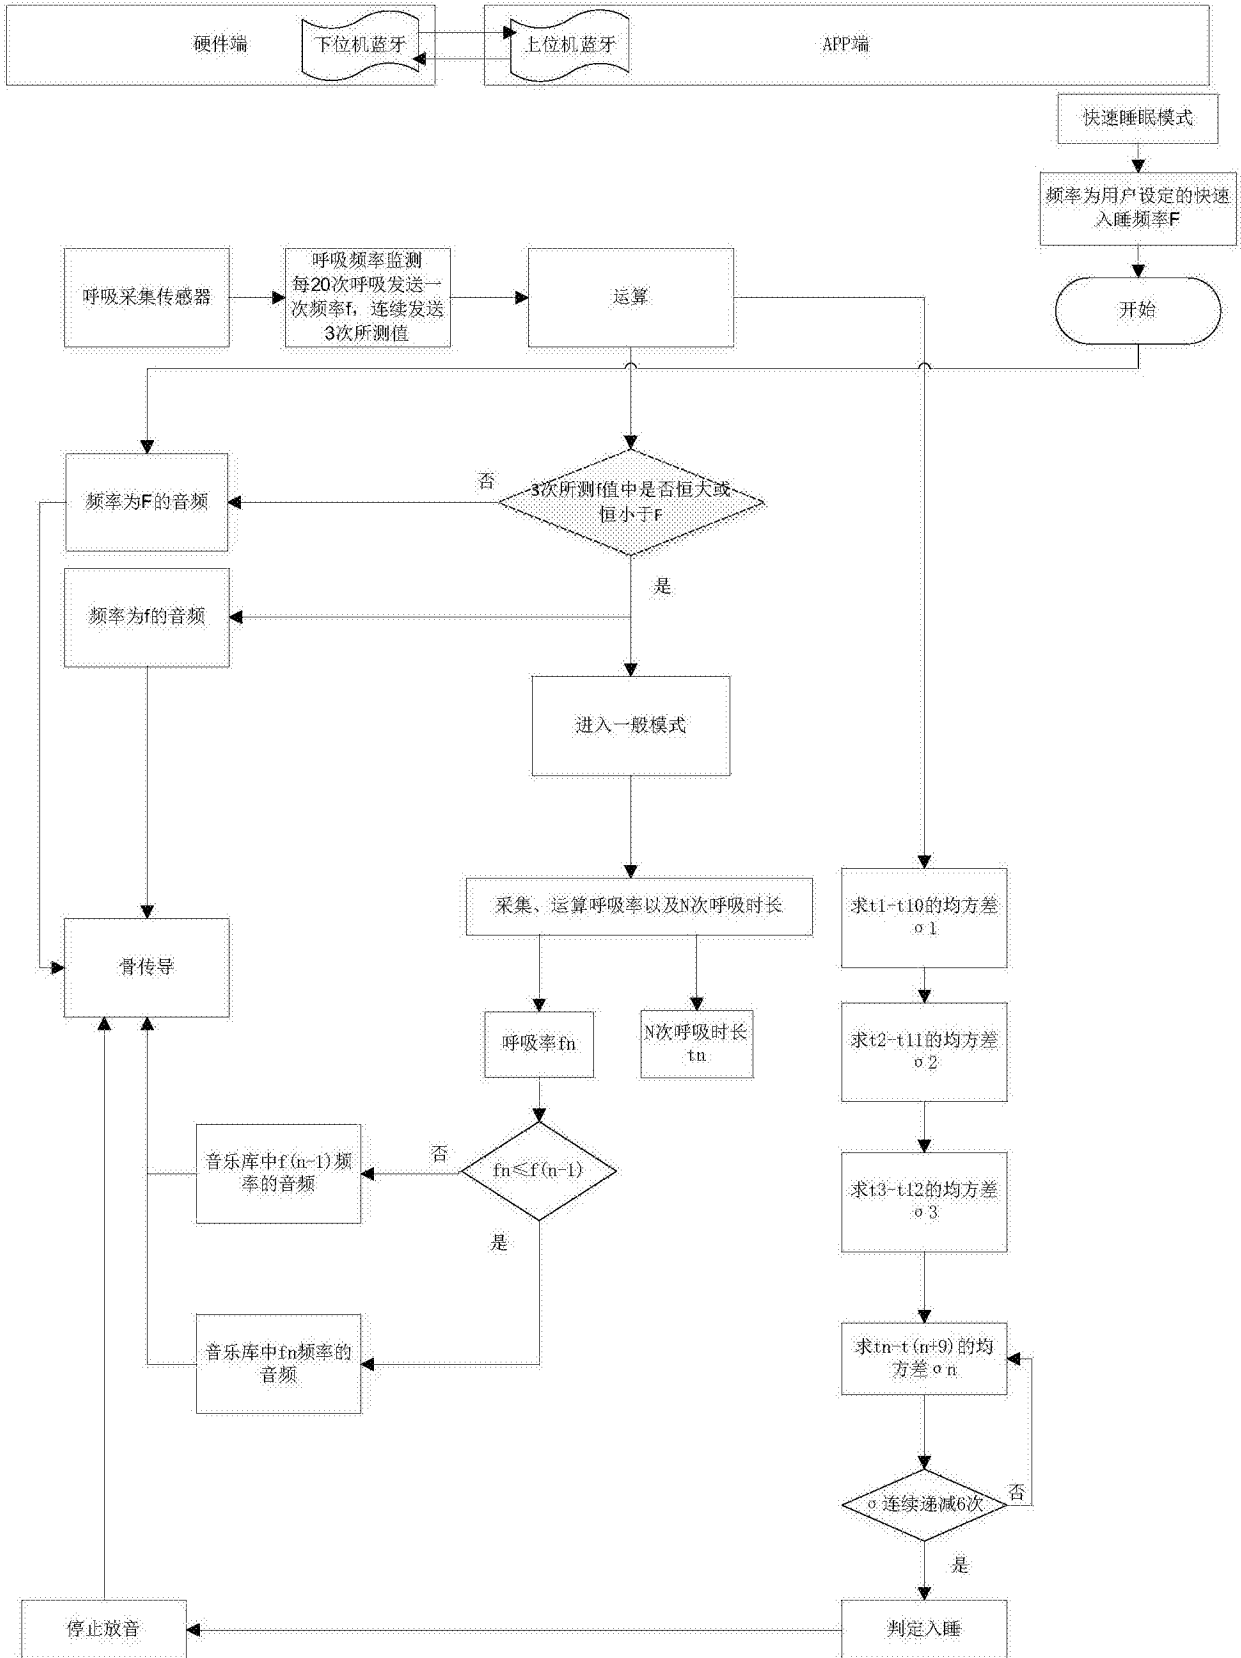 硬件端
下位机蓝牙
上位机蓝牙
APP端
快速睡眠模式
频率为用户设定的快速
入睡频率F
开始
呼吸采集传感器
呼吸频率监测
每20次呼吸发送一
次频率f，连续发送
3次所测值
运算
频率为F的音频
否
3次所测f值中是否恒大或
恒小于F
是
频率为f的音频
进入一般模式
采集、运算呼吸率以及N次呼吸时长
求t1-t10的均方差
σ1
骨传导
呼吸率fn
N次呼吸时长
tn
求t2-t11的均方差
σ2
音乐库中f(n-1)频
率的音频
否
fn≤f(n-1)
是
求t3-t12的均方差
σ3
音乐库中fn频率的
音频
求tn-t(n+9)的均
方差σn
σ连续递减6次
否
是
停止放音
判定入睡